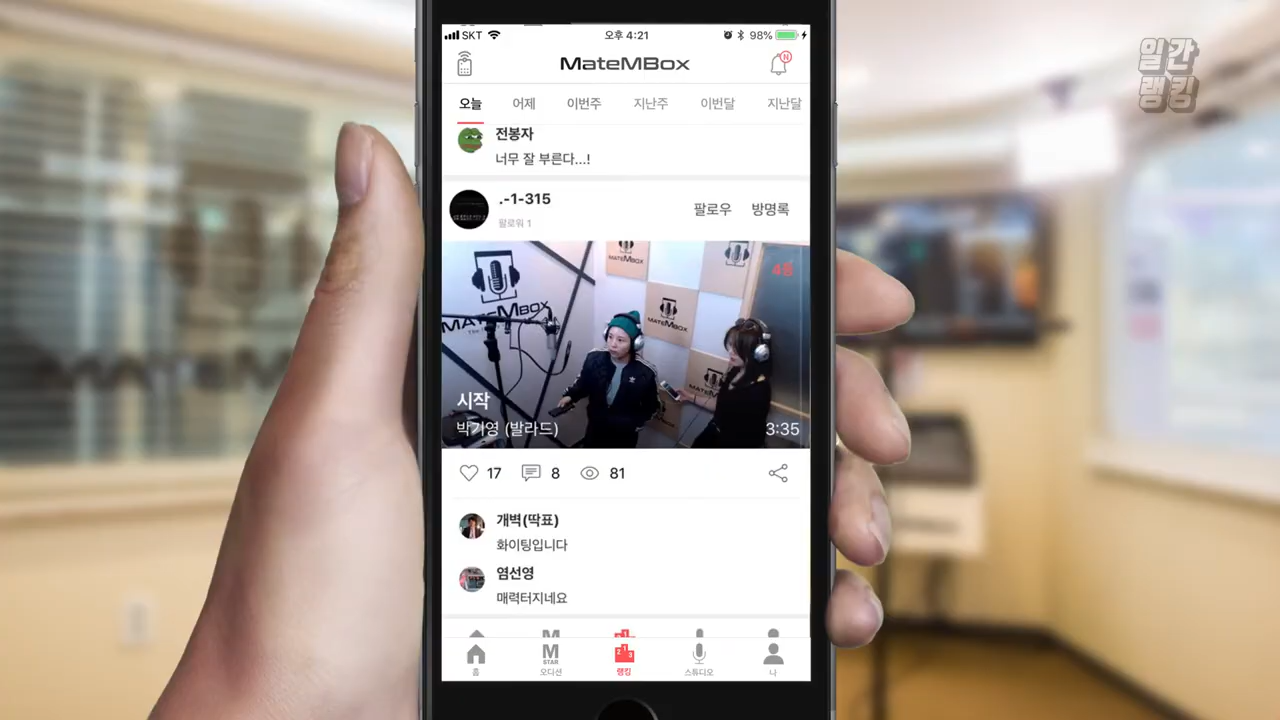 SKT 오후 4:21 98%
MateMBox
N
일간
랭킹
오늘 어제 이번주 지난주 이번달 지난달
전봉자
너무 잘 부른다...!
.-1-315
팔로워 1
팔로우 방명록
MATEMBOX
MATEMBOX
MATEMBOX
MATEMBOX
시작
박기영 (발라드) 3:35
17 8 81
개벽(딱표)
화이팅입니다
염선영
매력터지네요
M
M
STAR
홈 오디션 랭킹 스튜디오 나